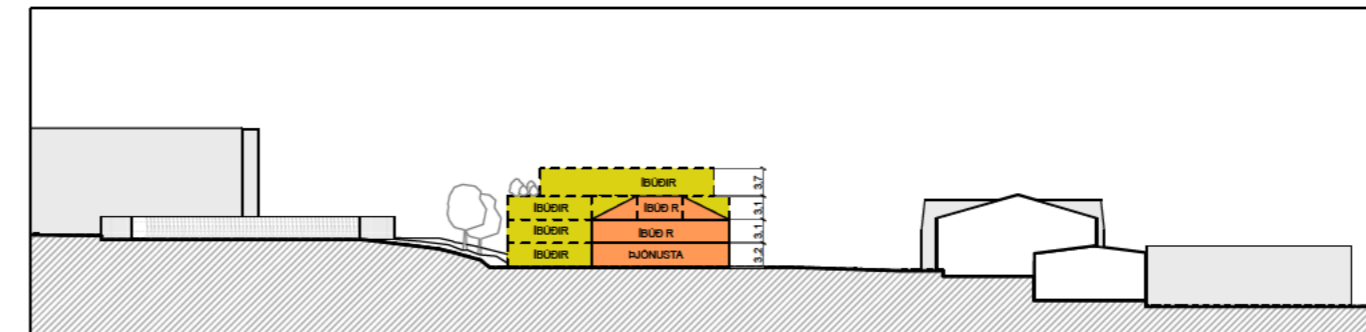 ÍBÚÐIR
3.7
ÍBÚÐIR ÍBÚÐ R
3.1
ÍBÚÐIR ÍBÚÐ R
3.1
ÍBÚÐIR ÞJÓNUSTA
3.2